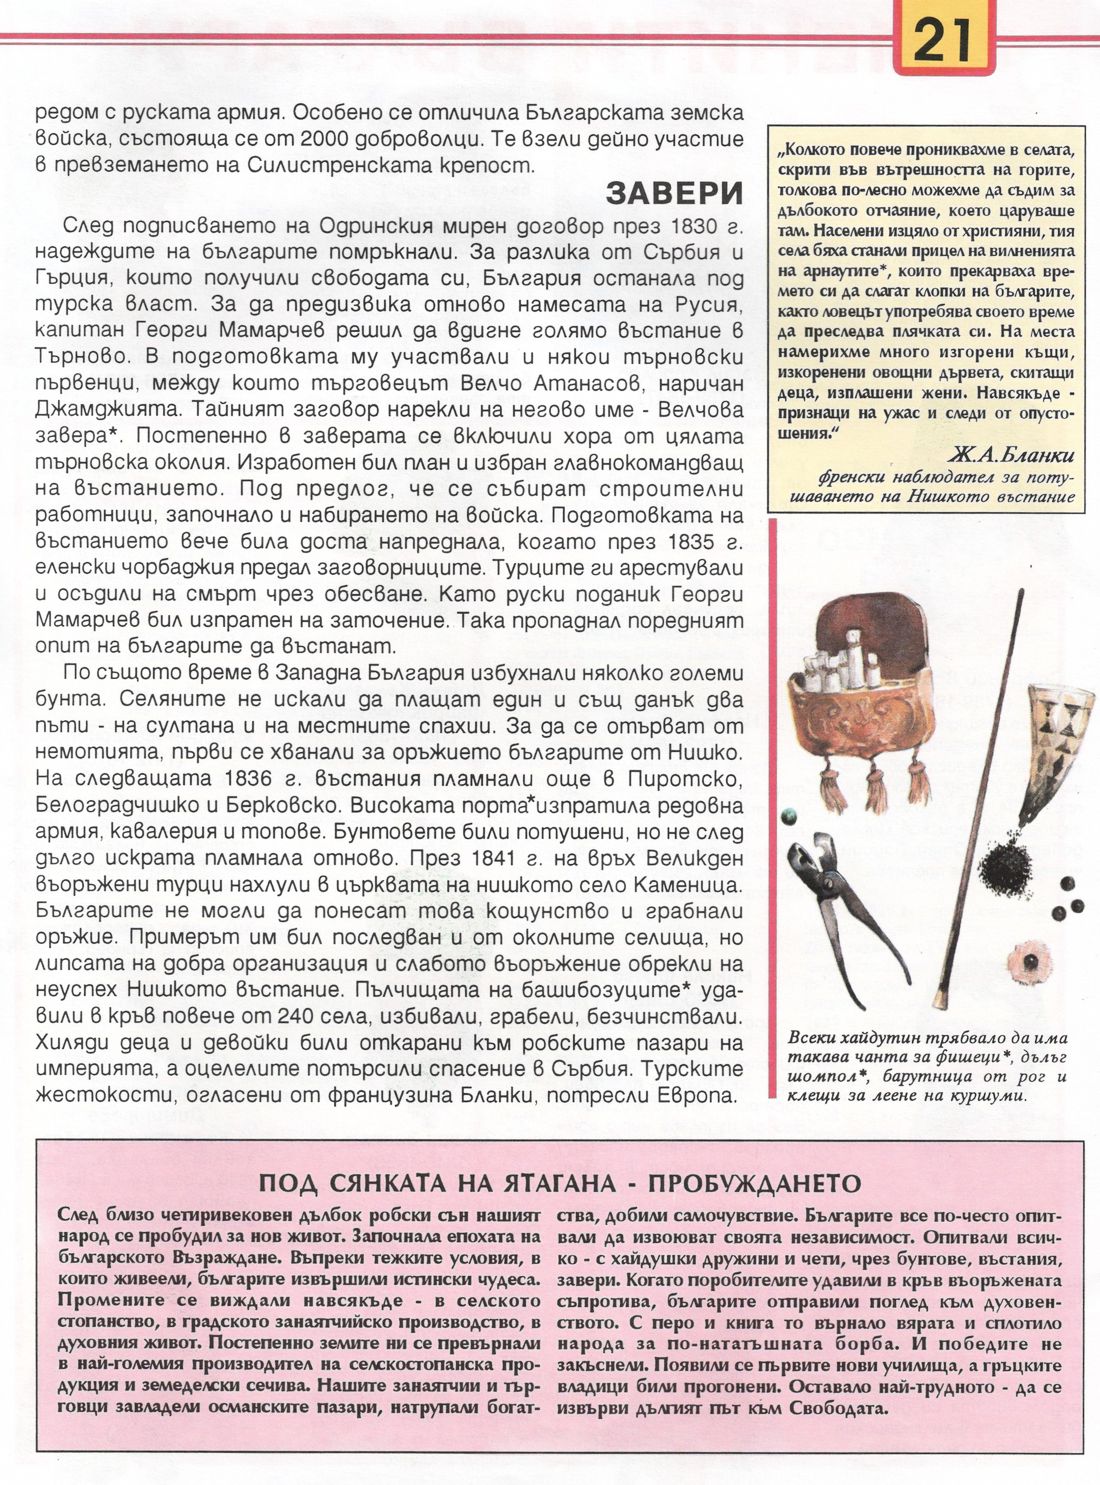 21
редом с руската армия. Особено се отличила Българската земска
войска, състояща се от 2000 доброволци. Те взели дейно участие
в превземането на Силистренската крепост.
ЗАВЕРИ
След подписването на Одринския мирен договор през 1830 г.
надеждите на българите помръкнали. За разлика от Сърбия и
Гърция, които получили свободата си, България останала под
турска власт. За да предизвика отново намесата на Русия,
капитан Георги Мамарчев решил да вдигне голямо въстание в
Търново. В подготовката му участвали и някои търновски
първенци, между които търговецът Велчо Атанасов, наричан
Джамджията. Тайният заговор нарекли на негово име - Велчова
завера*. Постепенно в заверата се включили хора от цялата
търновска околия. Изработен бил план и избран главнокомандващ
на въстанието. Под предлог, че се събират строителни
работници, започнало и набирането на войска. Подготовката на
въстанието вече била доста напреднала, когато през 1835 г.
еленски чорбаджия предал заговорниците. Турците ги арестували
и осъдили на смърт чрез обесване. Като руски поданик Георги
Мамарчев бил изпратен на заточение. Така пропаднал поредният
опит на българите да въстанат.
По същото време в Западна България избухнали няколко големи
бунта. Селяните не искали да плащат един и същ данък два
пъти - на султана и на местните спахии. За да се отърват от
немотията, първи се хванали за оръжието българите от Нишко.
На следващата 1836 г. въстания пламнали още в Пиротско,
Белоградчишко и Берковско. Високата порта*изпратила редовна
армия, кавалерия и топове. Бунтовете били потушени, но не след
дълго искрата пламнала отново. През 1841 г. на връх Великден
въоръжени турци нахлули в църквата на нишкото село Каменица.
Българите не могли да понесат това кощунство и грабнали
оръжие. Примерът им бил последван и от околните селища, но
липсата на добра организация и слабото въоръжение обрекли на
неуспех Нишкото въстание. Пълчищата на башибозуците* уда-
вили в кръв повече от 240 села, избивали, грабели, безчинствали.
Хиляди деца и девойки били откарани към робските пазари на
империята, а оцелелите потърсили спасение в Сърбия. Турските
жестокости, огласени от французина Бланки, потресли Европа.
„Колкото повече прониквахме в селата,
скрити във вътрешността на горите,
толкова по-лесно можехме да съдим за
дълбокото отчаяние, което царуваше
там. Населени изцяло от християни, тия
села бяха станали прицел на вилненията
на арнаутите*, които прекарваха вре-
мето си да слагат клопки на българите,
както ловецът употребява своето време
да преследва плячката си. На места
намерихме много изгорени къщи,
изкоренени овощни дървета, скитащи
деца, изплашени жени. Навсякъде -
признаци на ужас и следи от опусто-
шения.“
Ж.А.Бланки
френски наблюдател за поту-
шаването на Нишкото въстание
Всеки хайдутин трябвало да има
такава чанта за фишеци*, дълъг
шомпол*, барутница от рог и
клещи за леене на куршуми.
ПОД СЯНКАТА НА ЯТАГАНА - ПРОБУЖДАНЕТО
След близо четиривековен дълбок робски сън нашият
народ се пробудил за нов живот. Започнала епохата на
българското Възраждане. Въпреки тежките условия, в
които живеели, българите извършили истински чудеса.
Промените се виждали навсякъде - в селското
стопанство, в градското занаятчийско производство, в
духовния живот. Постепенно земите ни се превърнали
в най-големия производител на селскостопанска про-
дукция и земеделски сечива. Нашите занаятчии и тър-
говци завладели османските пазари, натрупали богат-
ства, добили самочувствие. Българите все по-често опит-
вали да извоюват своята независимост. Опитвали всич-
ко - с хайдушки дружини и чети, чрез бунтове, въстания,
завери. Когато поробителите удавили в кръв въоръжената
съпротива, българите отправили поглед към духовен-
ството. С перо и книга то върнало вярата и сплотило
народа за по-нататъшната борба. И победите не
закъснели. Появили се първите нови училища, а гръцките
владици били прогонени. Оставало най-трудното - да се
извърви дългият път към Свободата.